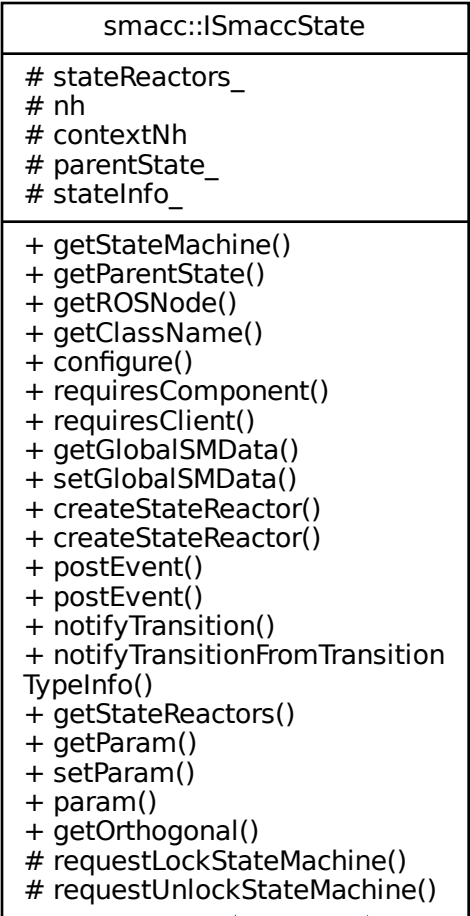 smacc::ISmaccState
# stateReactors_
# nh
# contextNh
# parentState_
# stateInfo_
+ getStateMachine()
+ getParentState()
+ getROSNode()
+ getClassName()
+ configure()
+ requiresComponent()
+ requiresClient()
+ getGlobalSMData()
+ setGlobalSMData()
+ createStateReactor()
+ createStateReactor()
+ postEvent()
+ postEvent()
+ notifyTransition()
+ notifyTransitionFromTransition
TypeInfo()
+ getStateReactors()
+ getParam()
+ setParam()
+ param()
+ getOrthogonal()
# requestLockStateMachine()
# requestUnlockStateMachine()